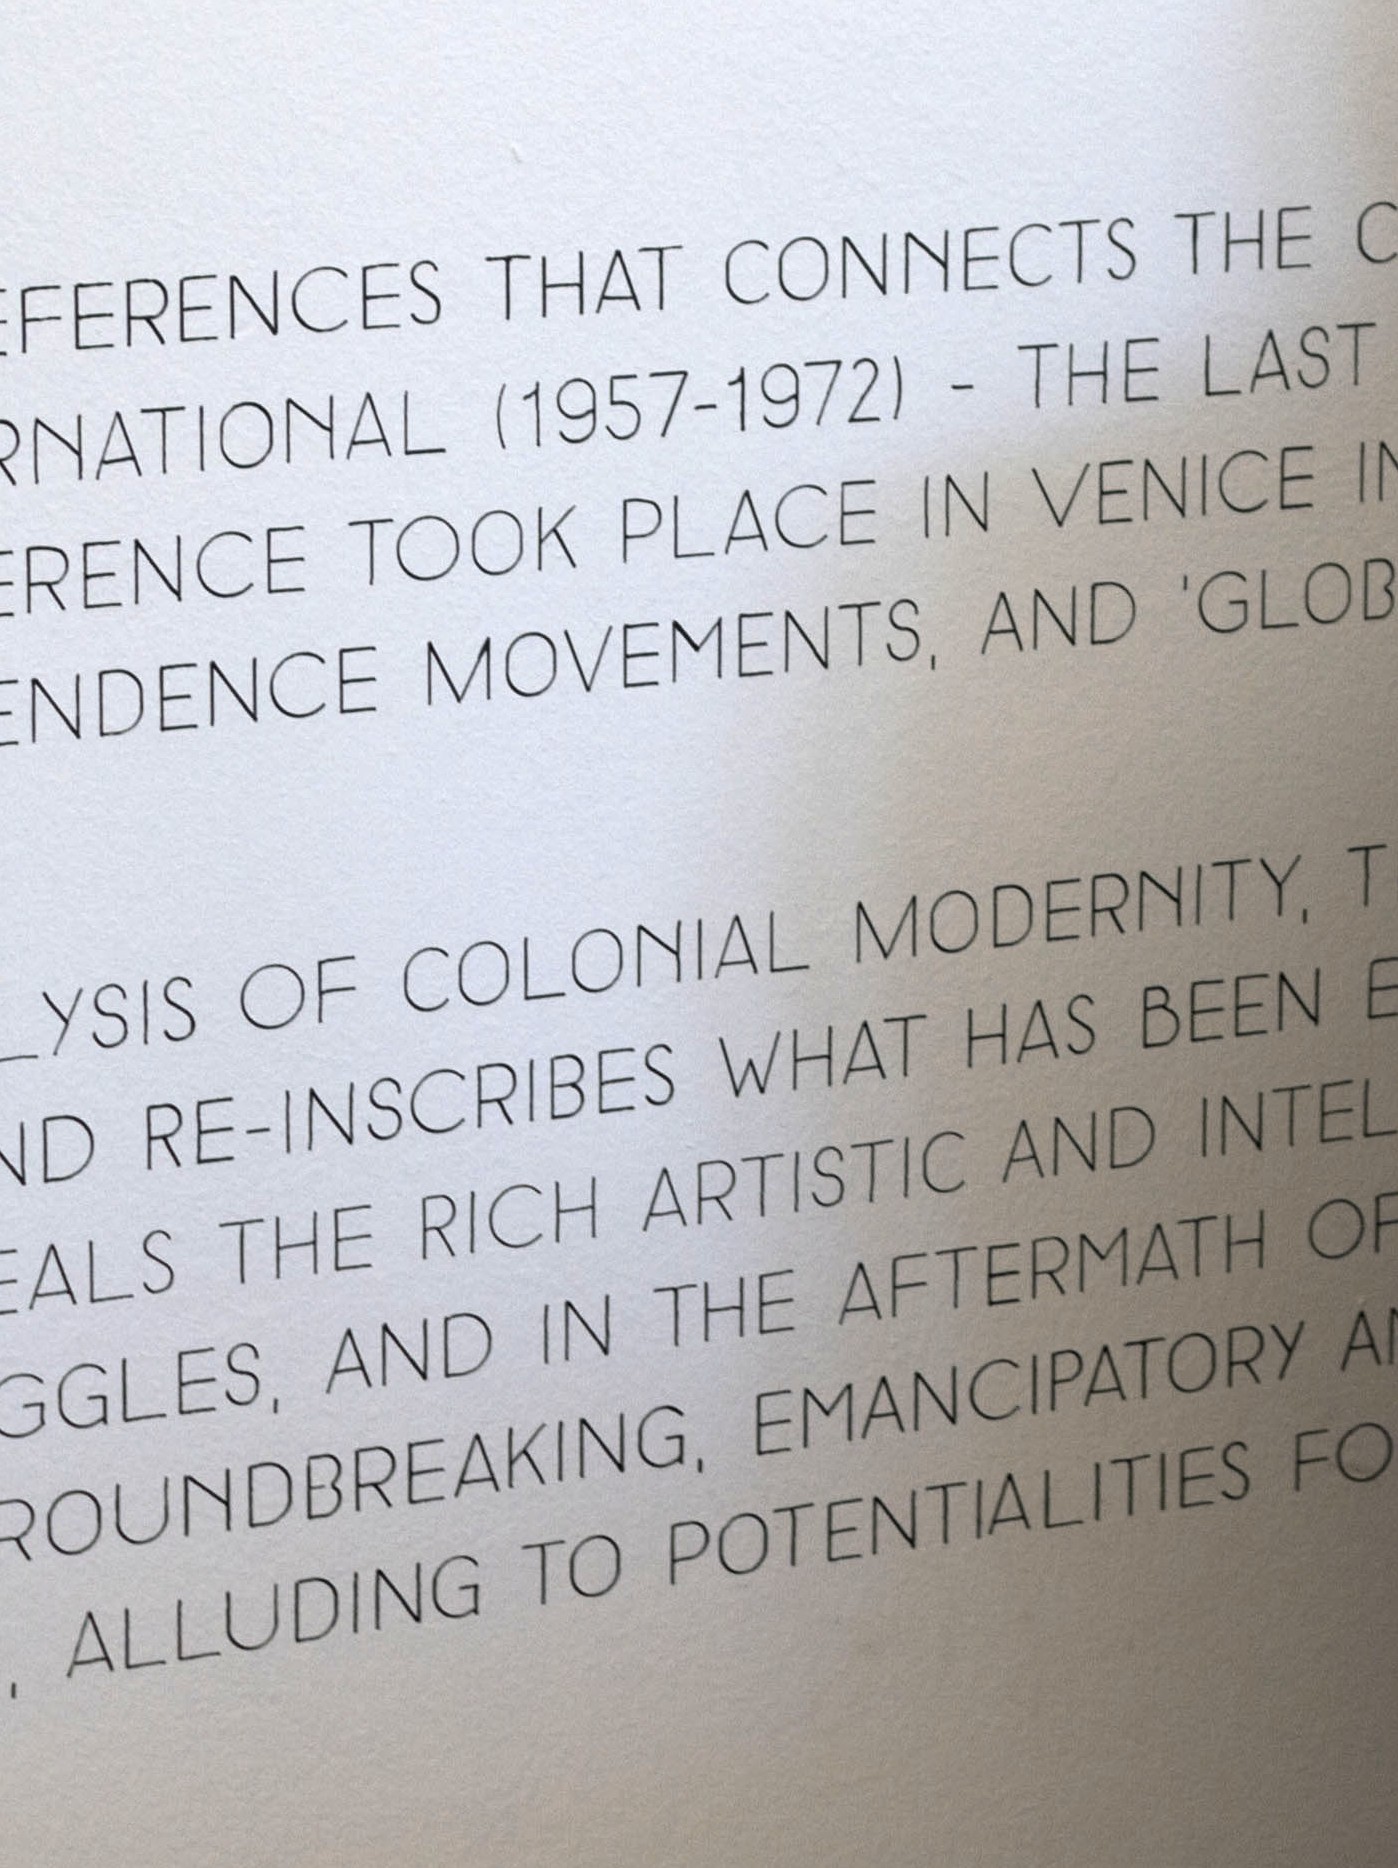 EFERENCES THAT CONNECTS THE C
RNATIONAL (1957-1972) - THE LAST
ERENCE TOOK PLACE IN VENICE IN
ENDENCE MOVEMENTS, AND 'GLOB
LYSIS OF COLONIAL MODERNITY, T
ND RE-INSCRIBES WHAT HAS BEEN E
EALS THE RICH ARTISTIC AND INTEL
GGLES, AND IN THE AFTERMATH OF
ROUNDBREAKING, EMANCIPATORY AN
, ALLUDING TO POTENTIALITIES FO